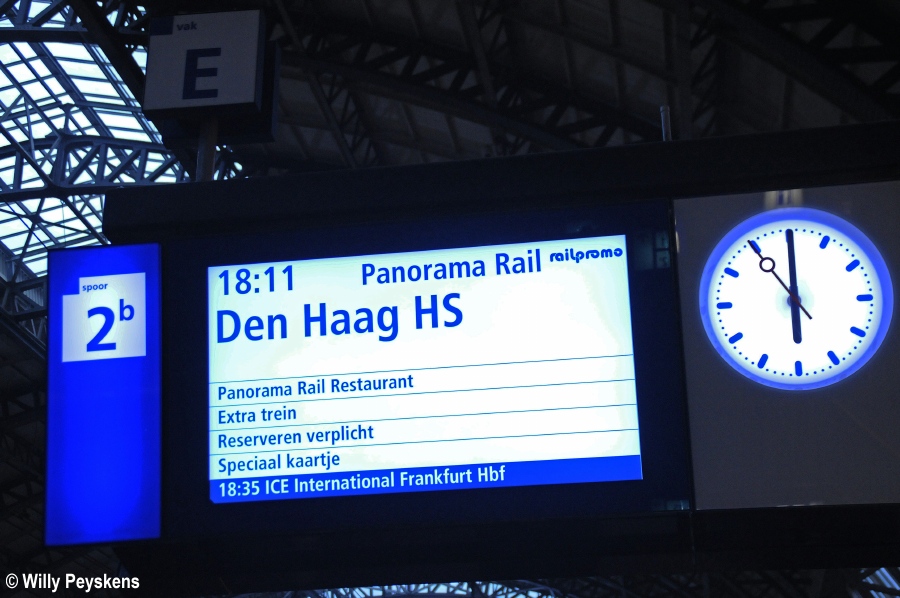 vak
E
spoor
2b
18:11 Panorama Rail railpromo
Den Haag HS
Panorama Rail Restaurant
Extra trein
Reserveren verplicht
Speciaal kaartje
18:35 ICE International Frankfurt Hbf
© Willy Peyskens